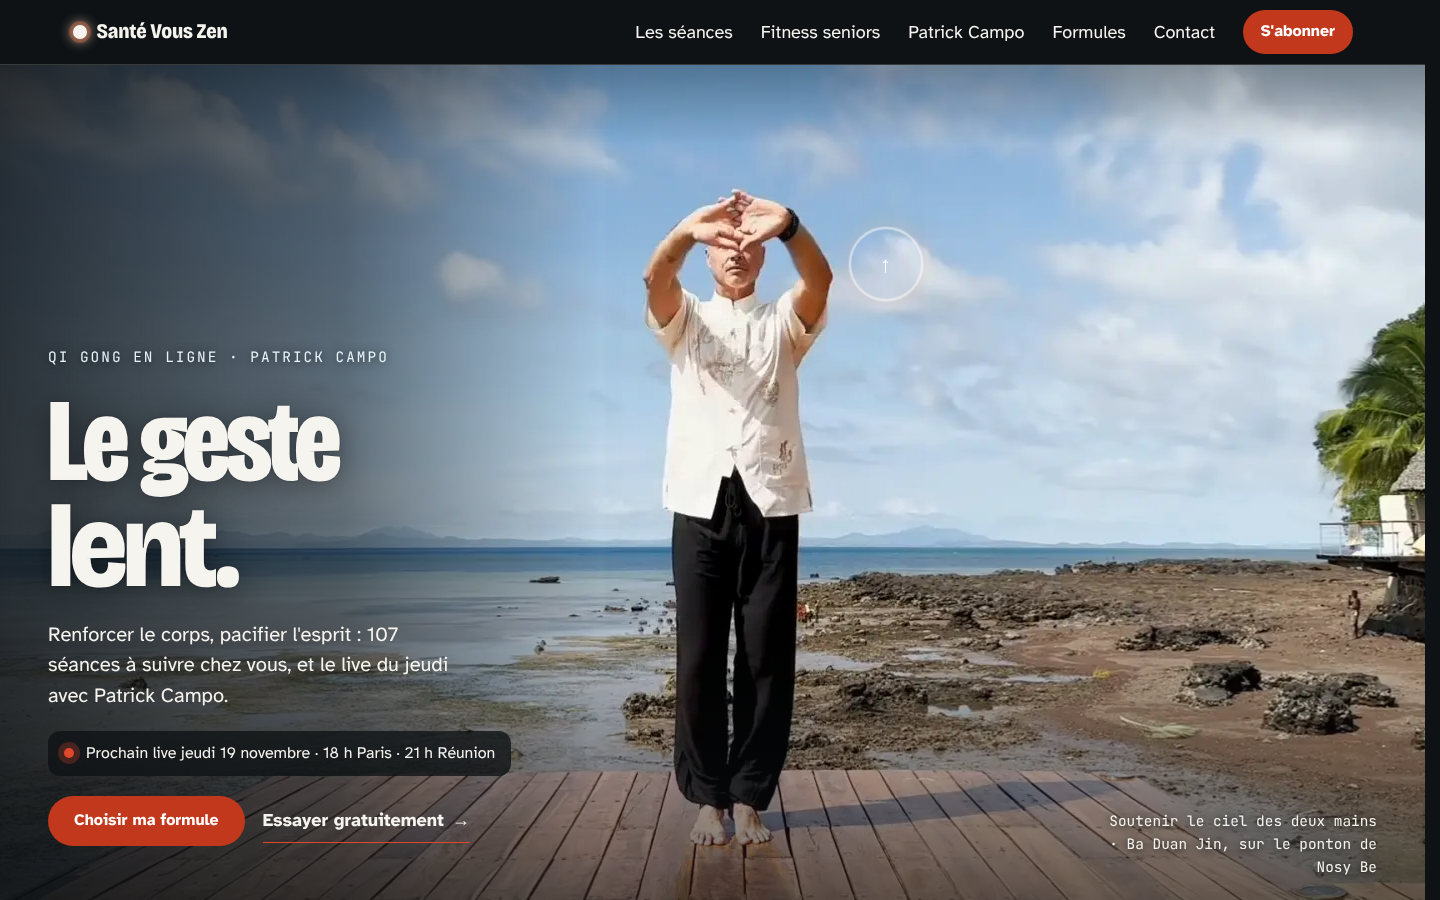 Santé Vous Zen
Les séances
Fitness seniors
Patrick Campo
Formules
Contact
S'abonner
↑
QI GONG EN LIGNE · PATRICK CAMPO
Le geste
lent.
Renforcer le corps, pacifier l'esprit : 107
séances à suivre chez vous, et le live du jeudi
avec Patrick Campo.
Prochain live jeudi 19 novembre · 18 h Paris · 21 h Réunion
Choisir ma formule
Essayer gratuitement →
Soutenir le ciel des deux mains
· Ba Duan Jin, sur le ponton de
Nosy Be